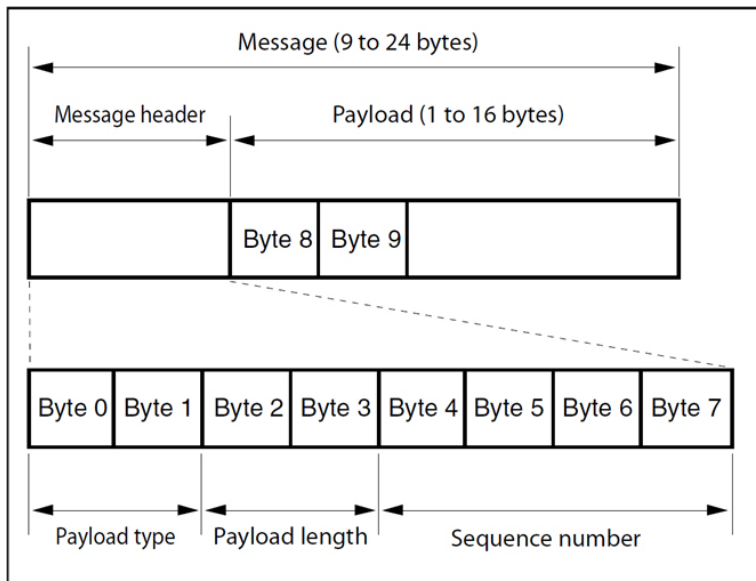 Message (9 to 24 bytes)
Message header Payload (1 to 16 bytes)
Byte 8 Byte 9
Byte 0 Byte 1 Byte 2 Byte 3 Byte 4 Byte 5 Byte 6 Byte 7
Payload type Payload length Sequence number